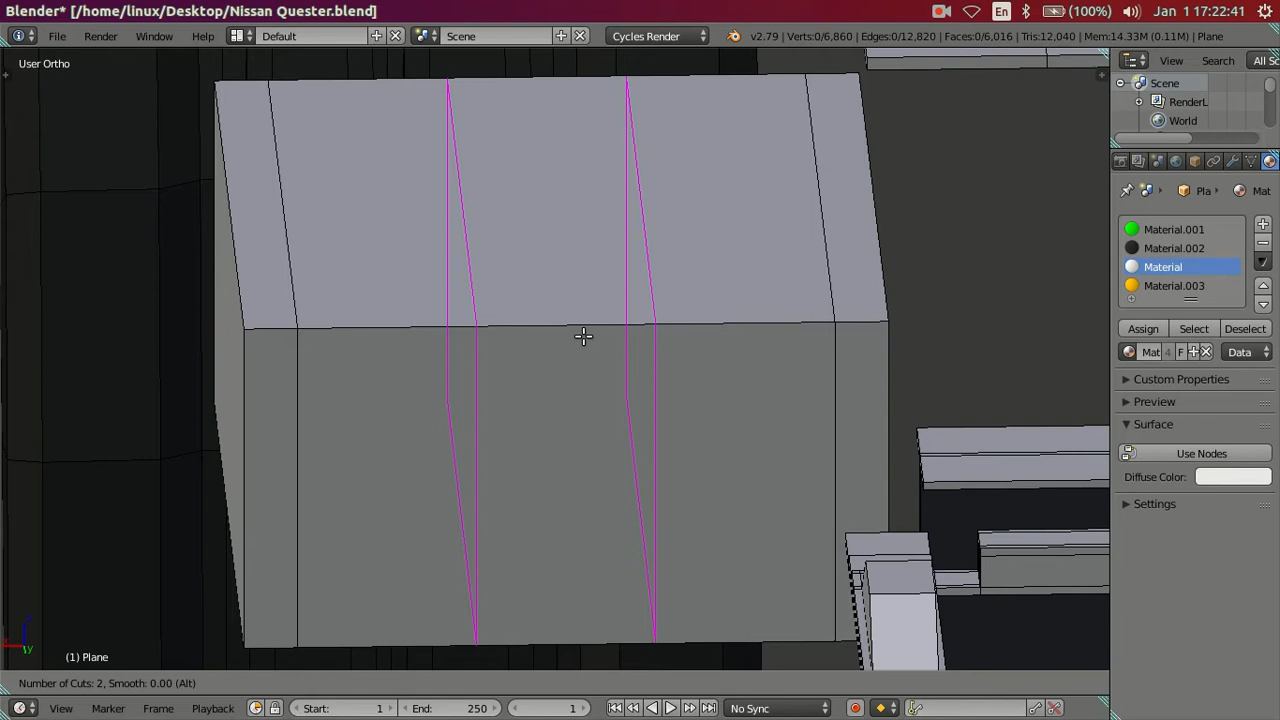 Blender* [/home/linux/Desktop/Nissan Quester.blend]
En
(100%)
Jan 1 17:22:41
File
Render
Window
Help
Default
Scene
Cycles Render
v2.79 | Verts:0/6,860 | Edges:0/12,820 | Faces:0/6,016 | Tris:12,040 | Mem:14.33M (0.11M) | Plane
User Ortho
View
Search
All Sc
Scene
RenderL
World
Pla
Mat
Material.001
Material.002
Material
Material.003
Assign
Select
Deselect
Mat
4
F
Data
Custom Properties
Preview
Surface
Use Nodes
Diffuse Color:
Settings
z
x
y
(1) Plane
Number of Cuts: 2, Smooth: 0.00 (Alt)
View
Marker
Frame
Playback
Start:
1
End:
250
1
No Sync